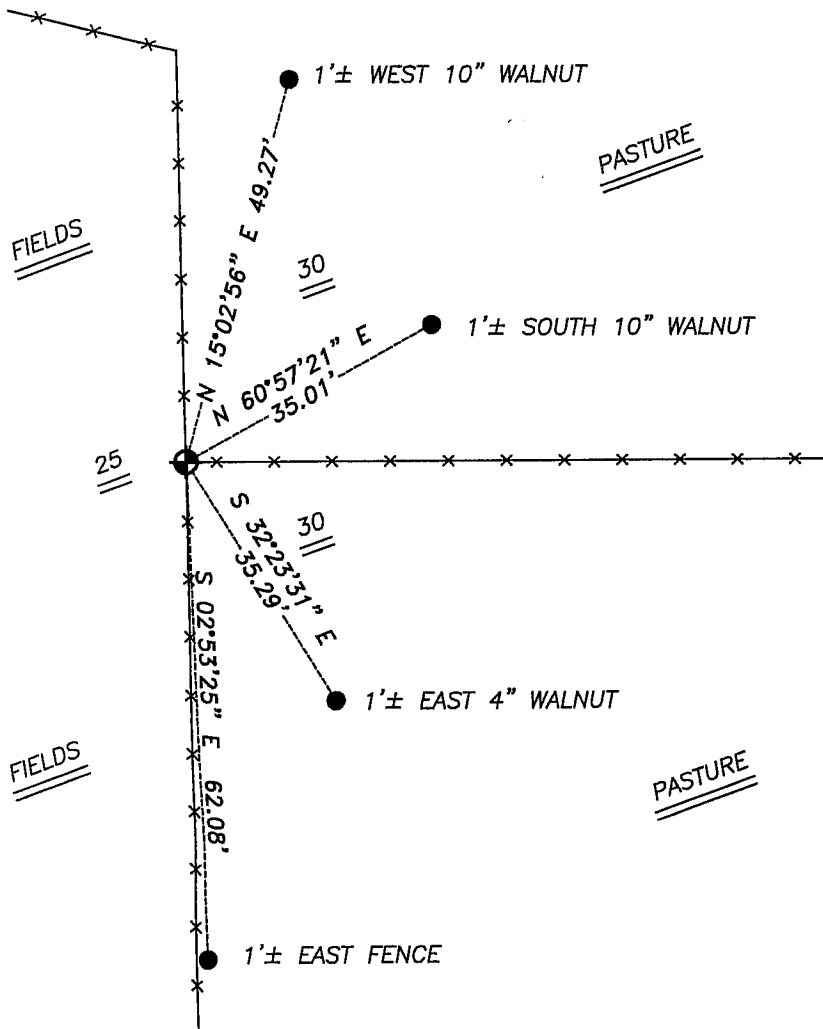 1'± WEST 10" WALNUT
PASTURE
N 15°02'56" E 49.27'
FIELDS
30
1'± SOUTH 10" WALNUT
N 60°57'21" E
35.01'
25
30
S 32°23'31" E
35.29'
S 02°53'25" E 62.08'
1'± EAST 4" WALNUT
FIELDS
PASTURE
1'± EAST FENCE